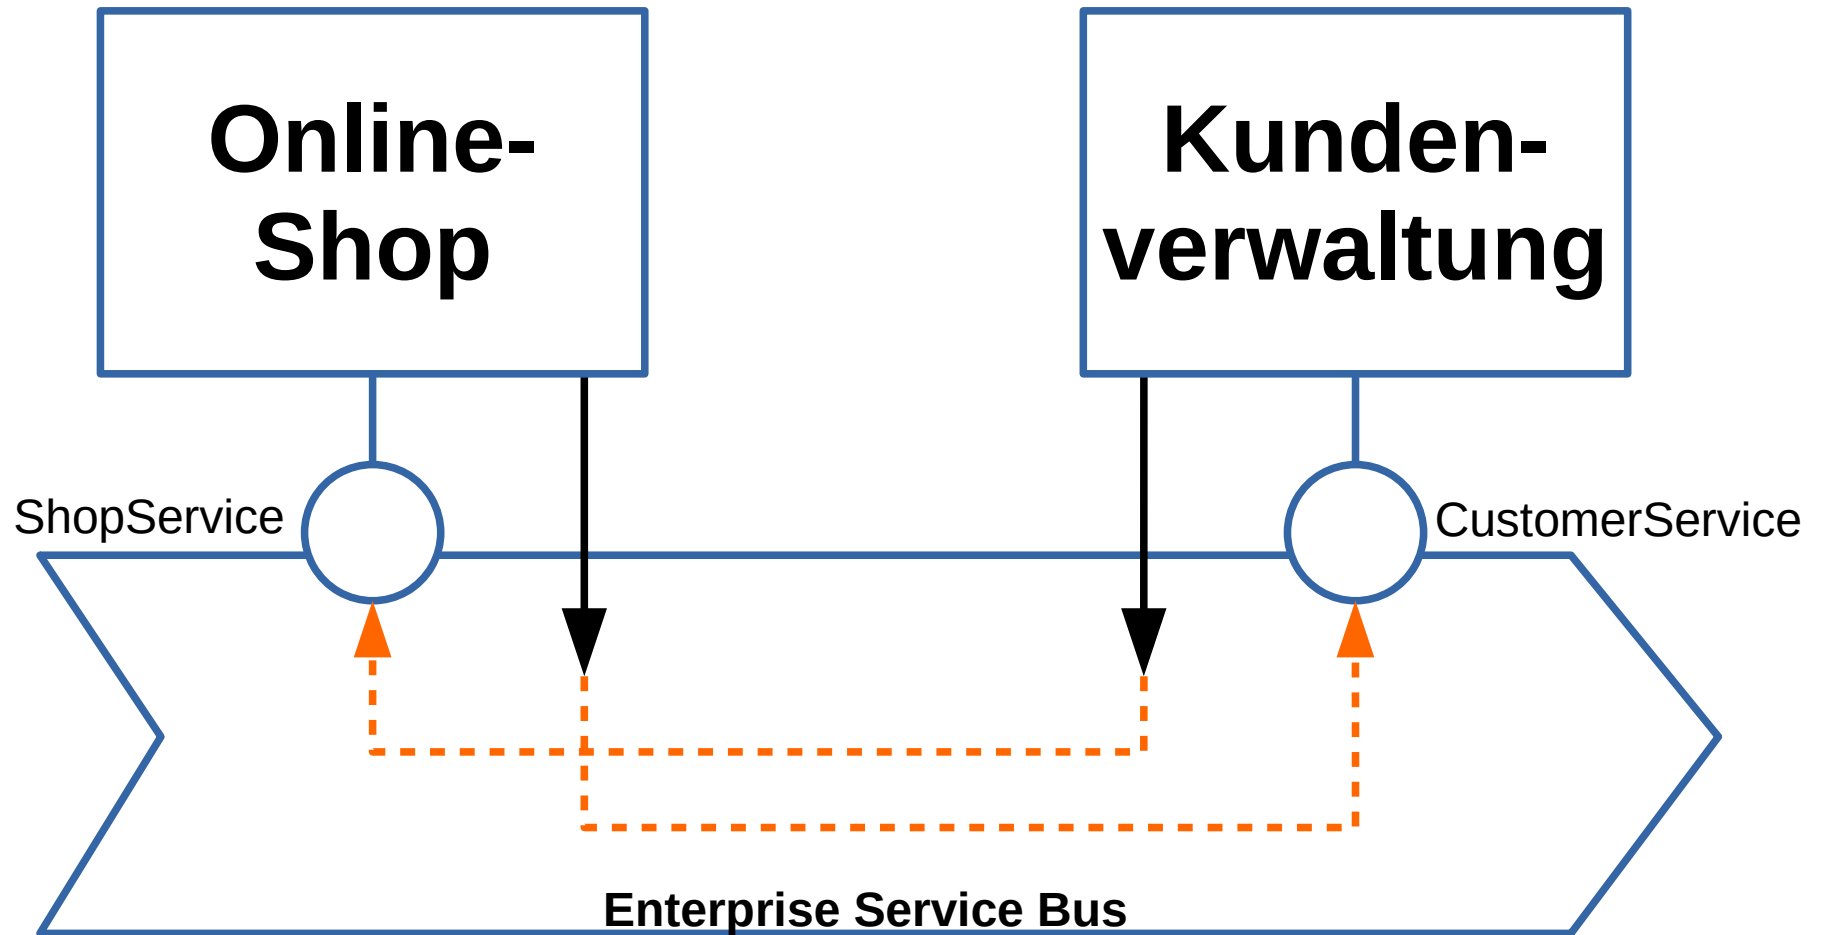 Online-
Shop
Kunden-
verwaltung
ShopService
CustomerService
Enterprise Service Bus